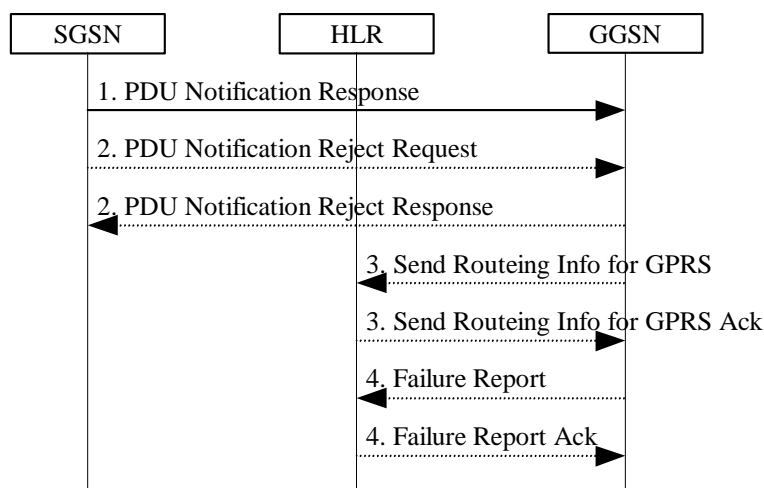 SGSN HLR GGSN
1. PDU Notification Response
2. PDU Notification Reject Request
2. PDU Notification Reject Response
3. Send Routeing Info for GPRS
3. Send Routeing Info for GPRS Ack
4. Failure Report
4. Failure Report Ack